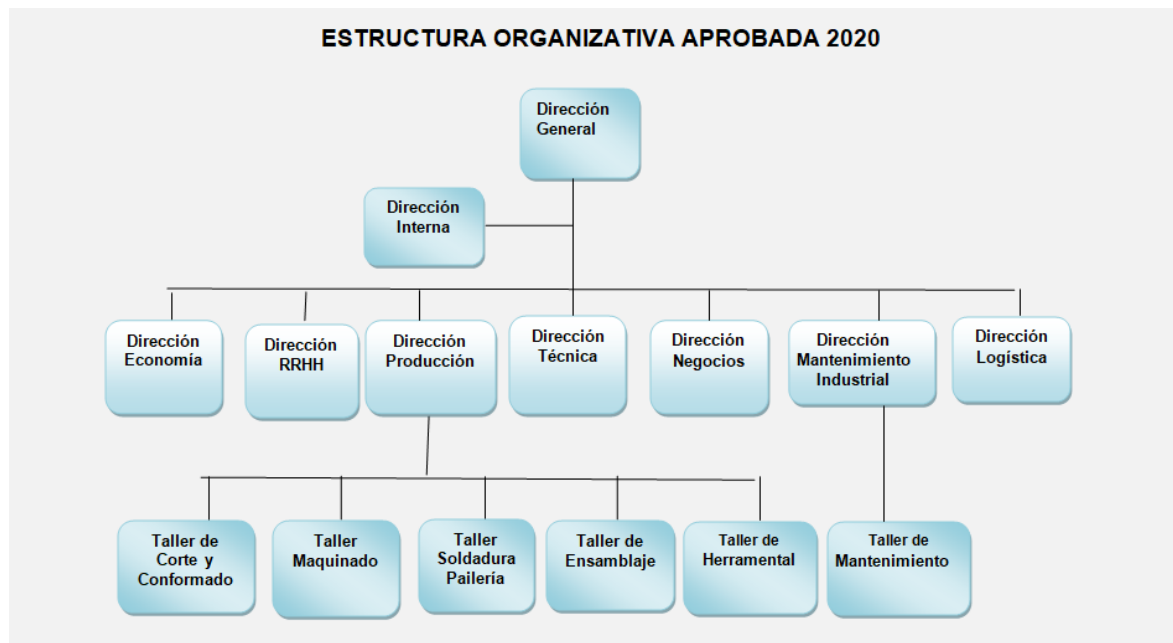 ESTRUCTURA ORGANIZATIVA APROBADA 2020
Dirección
General
Dirección
Interna
Dirección
Economía
Dirección
RRHH
Dirección
Producción
Dirección
Técnica
Dirección
Negocios
Dirección
Mantenimiento
Industrial
Dirección
Logística
Taller de
Corte y
Conformado
Taller
Maquinado
Taller
Soldadura
Pailería
Taller de
Ensamblaje
Taller de
Herramental
Taller de
Mantenimiento